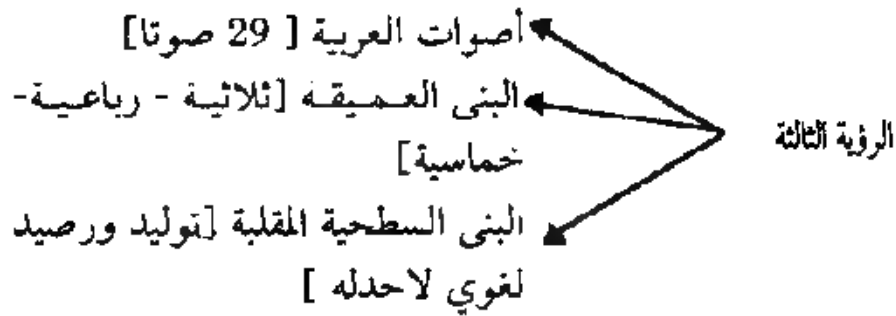 أصوات العربية [ 29 صوتا]
البنى العميقة [ثلاثية - رباعية-
خماسية]
الرؤية الثالثة
البنى السطحية المقلبة [توليد ورصيد
لغوي لاحدله ]